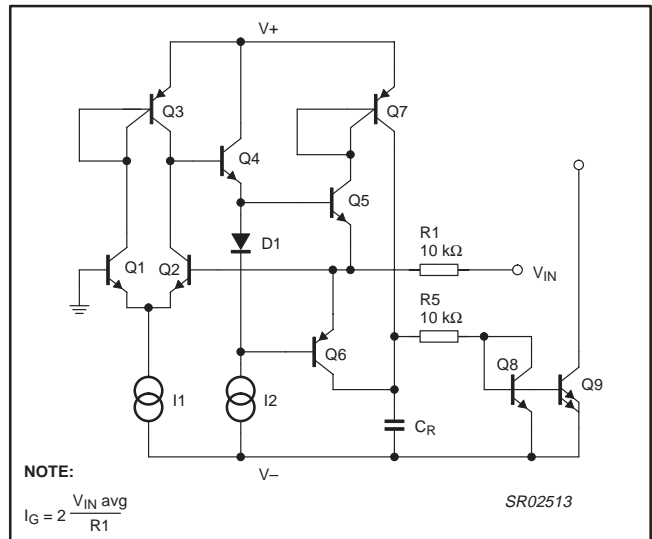 V+
Q3
Q7
Q4
Q5
R1
10 kΩ
D1
Q1
Q2
VIN
R5
10 kΩ
Q6
Q8
Q9
I1
I2
CR
V–
NOTE:
IG = 2 VIN avg / R1
SR02513